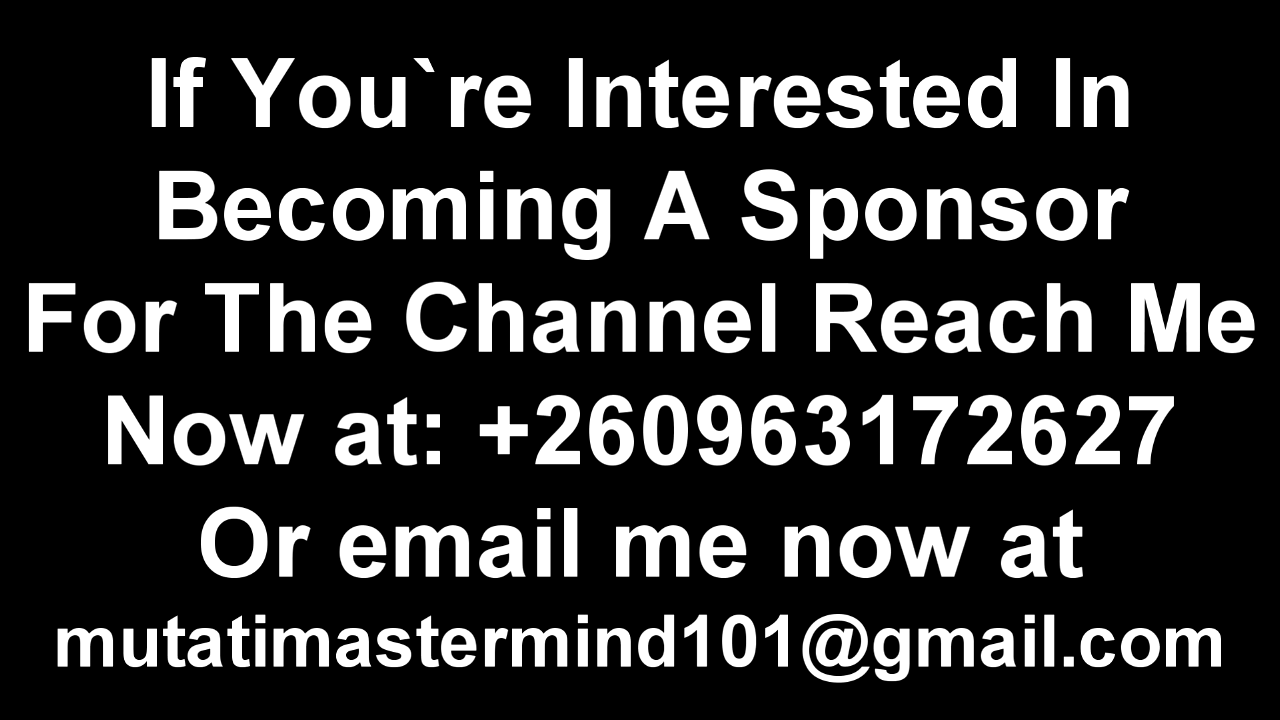 If You`re Interested In
Becoming A Sponsor
For The Channel Reach Me
Now at: +260963172627
Or email me now at
mutatimastermind101@gmail.com